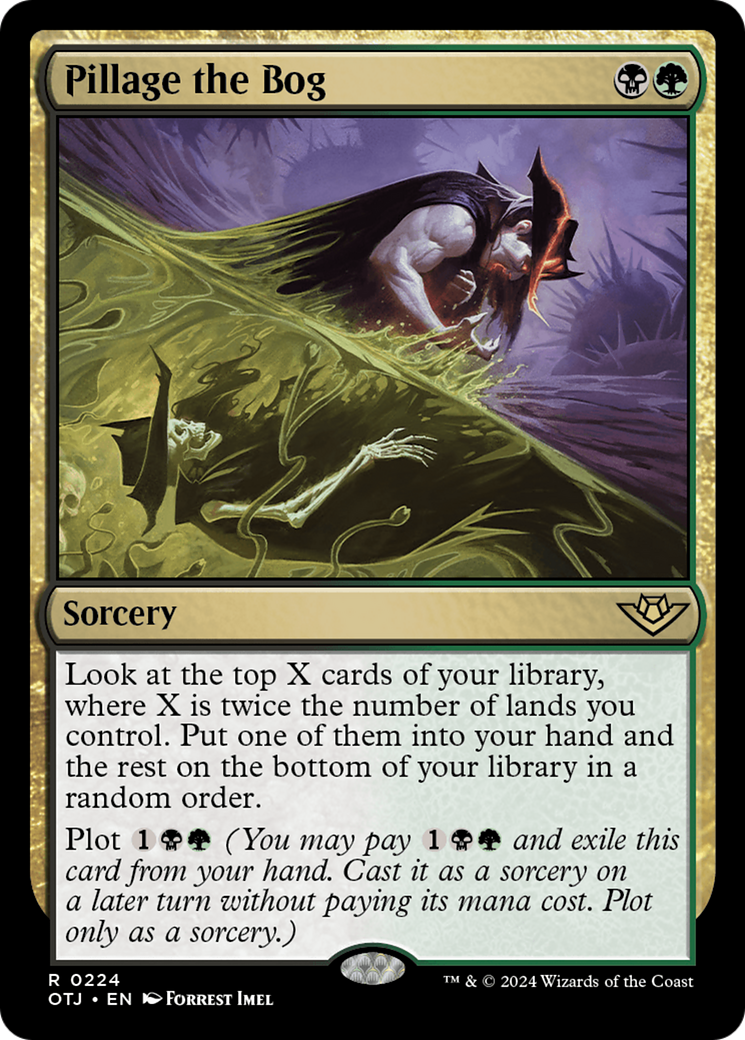 Pillage the Bog
Sorcery
Look at the top X cards of your library,
where X is twice the number of lands you
control. Put one of them into your hand and
the rest on the bottom of your library in a
random order.
Plot 1 (You may pay 1 and exile this
card from your hand. Cast it as a sorcery on
a later turn without paying its mana cost. Plot
only as a sorcery.)
R 0224
OTJ • EN Forrest Imel
™ & © 2024 Wizards of the Coast